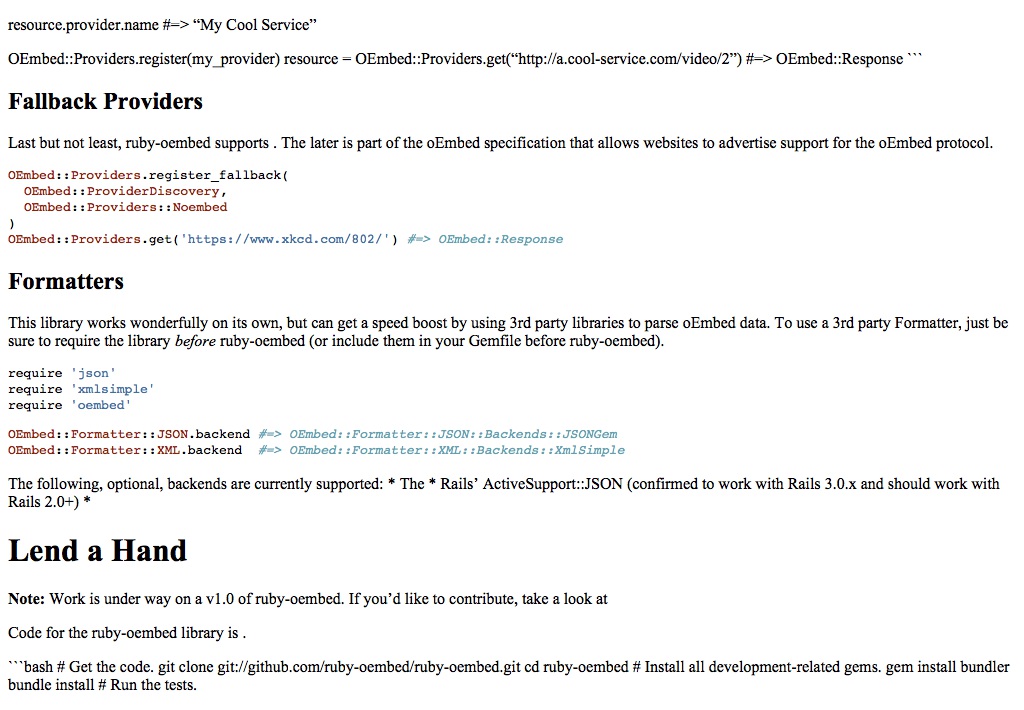 resource.provider.name #=> “My Cool Service”
OEmbed::Providers.register(my_provider) resource = OEmbed::Providers.get(“http://a.cool-service.com/video/2”) #=> OEmbed::Response ```
Fallback Providers
Last but not least, ruby-oembed supports . The later is part of the oEmbed specification that allows websites to advertise support for the oEmbed protocol.
OEmbed::Providers.register_fallback(
  OEmbed::ProviderDiscovery,
  OEmbed::Providers::Noembed
)
OEmbed::Providers.get('https://www.xkcd.com/802/') #=> OEmbed::Response
Formatters
This library works wonderfully on its own, but can get a speed boost by using 3rd party libraries to parse oEmbed data. To use a 3rd party Formatter, just be
sure to require the library before ruby-oembed (or include them in your Gemfile before ruby-oembed).
require 'json'
require 'xmlsimple'
require 'oembed'
OEmbed::Formatter::JSON.backend #=> OEmbed::Formatter::JSON::Backends::JSONGem
OEmbed::Formatter::XML.backend  #=> OEmbed::Formatter::XML::Backends::XmlSimple
The following, optional, backends are currently supported: * The * Rails’ ActiveSupport::JSON (confirmed to work with Rails 3.0.x and should work with
Rails 2.0+) *
Lend a Hand
Note: Work is under way on a v1.0 of ruby-oembed. If you’d like to contribute, take a look at
Code for the ruby-oembed library is .
```bash # Get the code. git clone git://github.com/ruby-oembed/ruby-oembed.git cd ruby-oembed # Install all development-related gems. gem install bundler
bundle install # Run the tests.